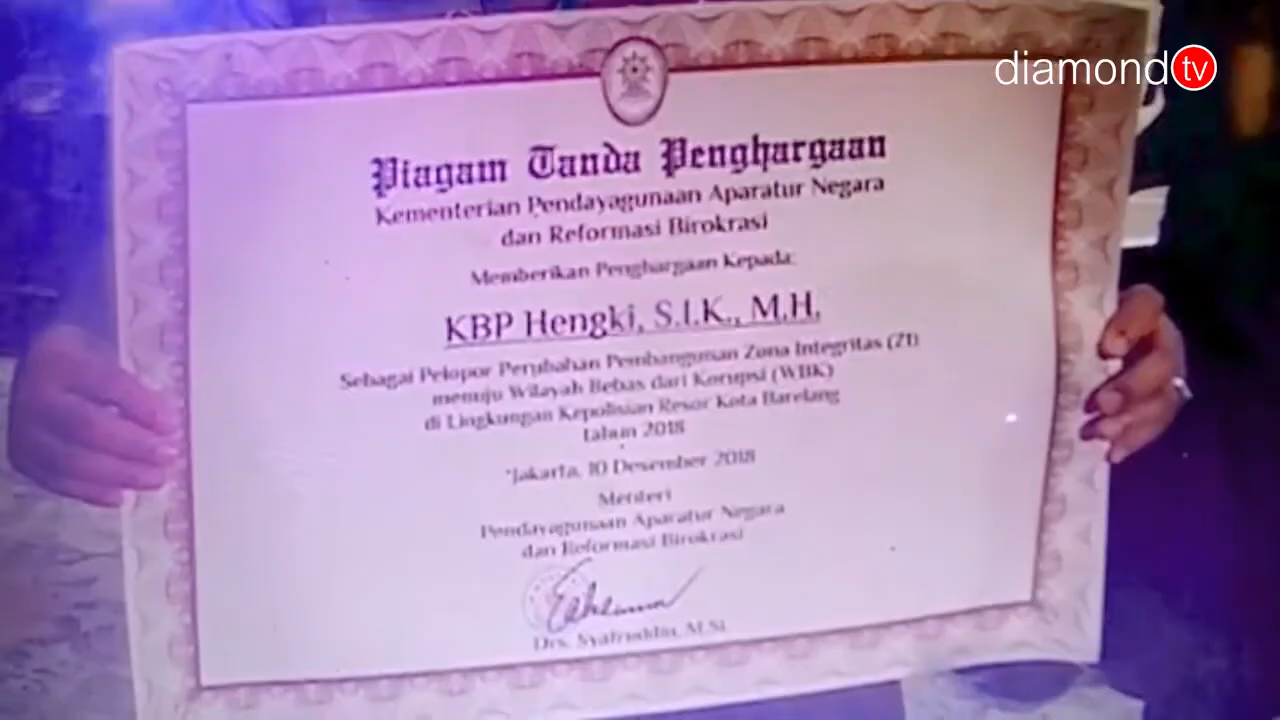 diamond tv
Piagam Tanda Penghargaan
Kementerian Pendayagunaan Aparatur Negara
dan Reformasi Birokrasi
Memberikan Penghargaan Kepada:
KBP Hengki, S.I.K., M.H.
Sebagai Pelopor Perubahan Pembangunan Zona Integritas (ZI)
menuju Wilayah Bebas dari Korupsi (WBK)
di Lingkungan Kepolisian Resor Kota Barelang
tahun 2018
Jakarta, 10 Desember 2018
Menteri
Pendayagunaan Aparatur Negara
dan Reformasi Birokrasi
Drs. Syafruddin, M.Si